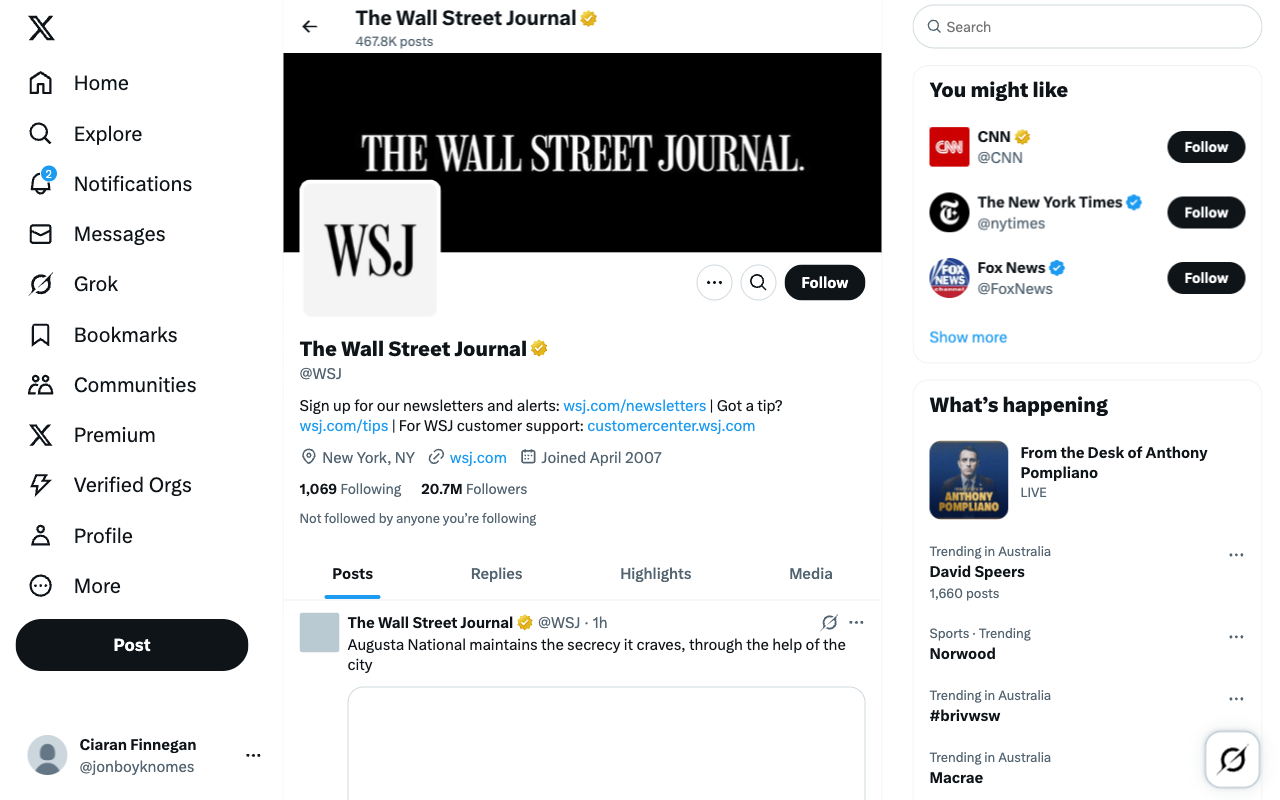 Home
Explore
2
Notifications
Messages
Grok
Bookmarks
Communities
Premium
Verified Orgs
Profile
More
Post
Ciaran Finnegan
@jonboyknomes
The Wall Street Journal
467.8K posts
THE WALL STREET JOURNAL.
WSJ
Follow
The Wall Street Journal
@WSJ
Sign up for our newsletters and alerts: wsj.com/newsletters | Got a tip?
wsj.com/tips | For WSJ customer support: customercenter.wsj.com
New York, NY wsj.com Joined April 2007
1,069 Following 20.7M Followers
Not followed by anyone you're following
Posts Replies Highlights Media
The Wall Street Journal @WSJ · 1h
Augusta National maintains the secrecy it craves, through the help of the
city
Search
You might like
CNN
CNN
@CNN
Follow
The New York Times
@nytimes
Follow
FOX
NEWS
channel
Fox News
@FoxNews
Follow
Show more
What's happening
ANTHONY
POMPLIANO
From the Desk of Anthony
Pompliano
LIVE
Trending in Australia
David Speers
1,660 posts
Sports · Trending
Norwood
Trending in Australia
#brivwsw
Trending in Australia
Macrae